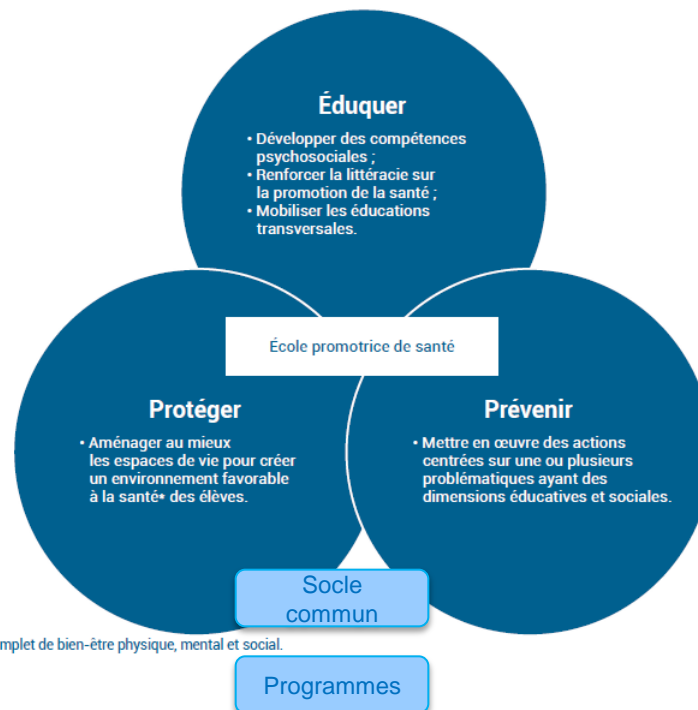 Éduquer
• Développer des compétences
psychosociales ;
• Renforcer la littéracie sur
la promotion de la santé ;
• Mobiliser les éducations
transversales.
École promotrice de santé
Protéger
• Aménager au mieux
les espaces de vie pour créer
un environnement favorable
à la santé* des élèves.
Prévenir
• Mettre en œuvre des actions
centrées sur une ou plusieurs
problématiques ayant des
dimensions éducatives et sociales.
Socle
commun
mplet de bien-être physique, mental et social.
Programmes